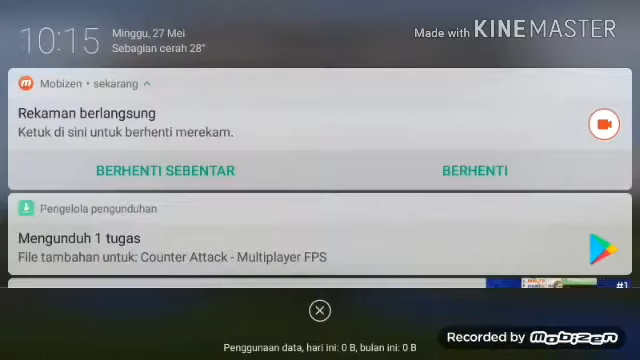 10:15
Minggu, 27 Mei
Sebagian cerah 28°
Made with KINEMASTER
Mobizen • sekarang
Rekaman berlangsung
Ketuk di sini untuk berhenti merekam.
BERHENTI SEBENTAR
BERHENTI
Pengelola pengunduhan
Mengunduh 1 tugas
File tambahan untuk: Counter Attack - Multiplayer FPS
#1
Penggunaan data, hari ini: 0 B, bulan ini: 0 B
Recorded by mobizen